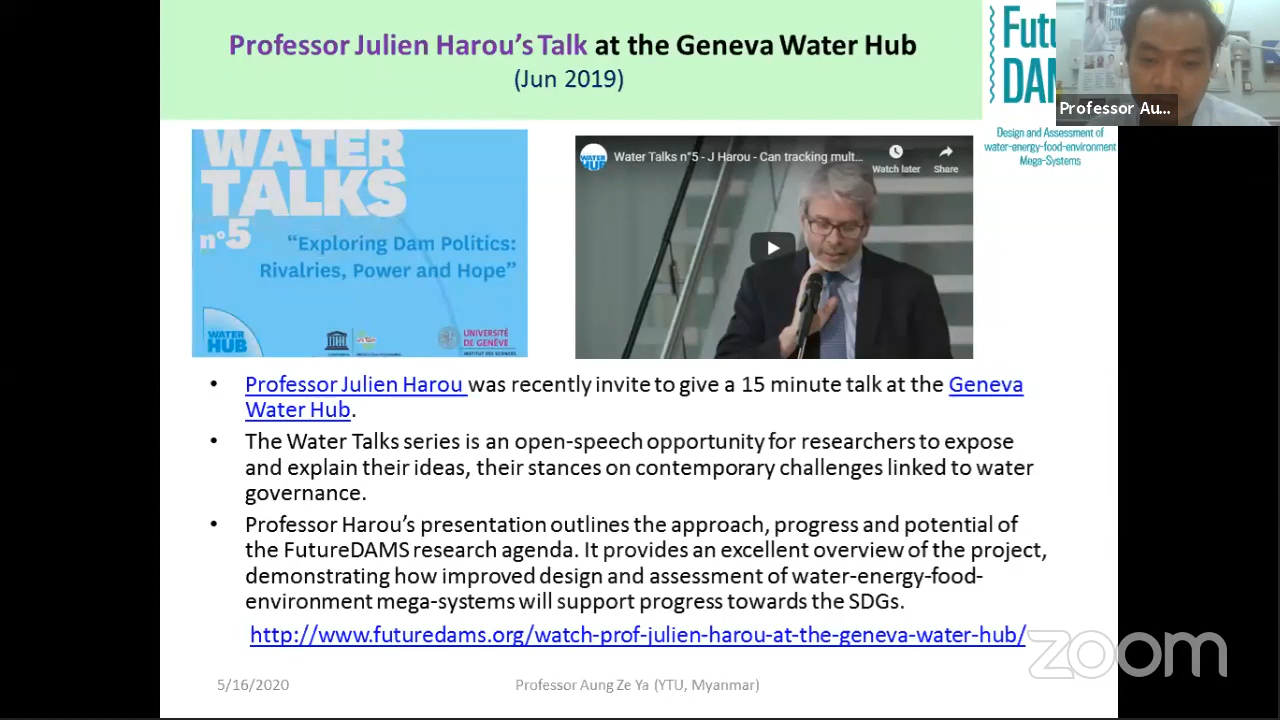 Professor Julien Harou's Talk at the Geneva Water Hub
(Jun 2019)
Futu
DAM
Professor Au...
Design and Assessment of
water-energy-food-environment
Mega-Systems
WATER
TALKS
n°5
"Exploring Dam Politics:
Rivalries, Power and Hope"
WATER
HUB
UNIVERSITÉ
DE GENÈVE
INSTITUT DES SCIENCES
WATER
HUB
Water Talks n°5 - J Harou - Can tracking mult...
Watch later
Share
• Professor Julien Harou was recently invite to give a 15 minute talk at the Geneva
Water Hub.
• The Water Talks series is an open-speech opportunity for researchers to expose
and explain their ideas, their stances on contemporary challenges linked to water
governance.
• Professor Harou's presentation outlines the approach, progress and potential of
the FutureDAMS research agenda. It provides an excellent overview of the project,
demonstrating how improved design and assessment of water-energy-food-
environment mega-systems will support progress towards the SDGs.
http://www.futuredams.org/watch-prof-julien-harou-at-the-geneva-water-hub/
zoom
5/16/2020
Professor Aung Ze Ya (YTU, Myanmar)